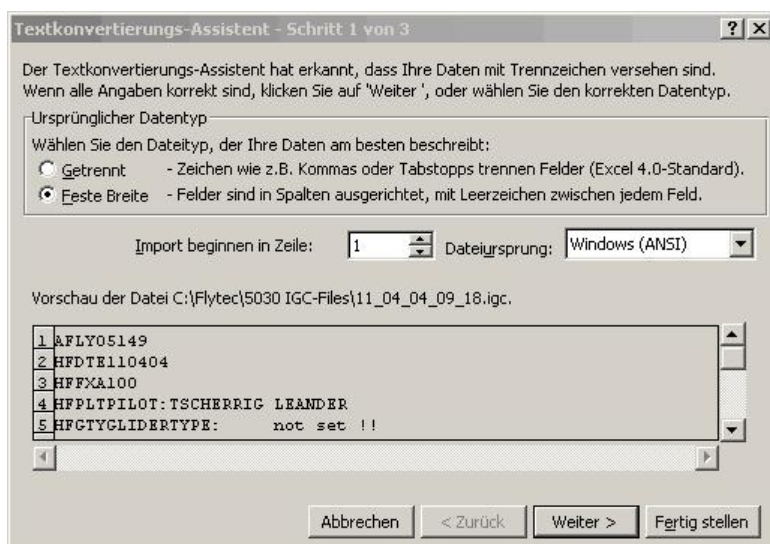 Textkonvertierungs-Assistent - Schritt 1 von 3
Der Textkonvertierungs-Assistent hat erkannt, dass Ihre Daten mit Trennzeichen versehen sind.
Wenn alle Angaben korrekt sind, klicken Sie auf 'Weiter ', oder wählen Sie den korrekten Datentyp.
Ursprünglicher Datentyp
Wählen Sie den Dateityp, der Ihre Daten am besten beschreibt:
Getrennt - Zeichen wie z.B. Kommas oder Tabstopps trennen Felder (Excel 4.0-Standard).
Feste Breite - Felder sind in Spalten ausgerichtet, mit Leerzeichen zwischen jedem Feld.
Import beginnen in Zeile: 1 Dateiursprung: Windows (ANSI)
Vorschau der Datei C:\Flytec\5030 IGC-Files\11_04_04_09_18.igc.
1 AFLY05149
2 HFDTE110404
3 HFFXA100
4 HFPLTPILOT:TSCHERRIG LEANDER
5 HFGTYGLIDERTYPE: not set !!
Abbrechen < Zurück Weiter > Fertig stellen